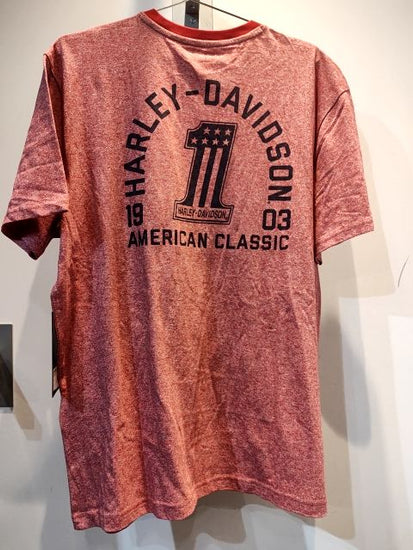 HARLEY-DAVIDSON
1
HARLEY-DAVIDSON
19 03
AMERICAN CLASSIC